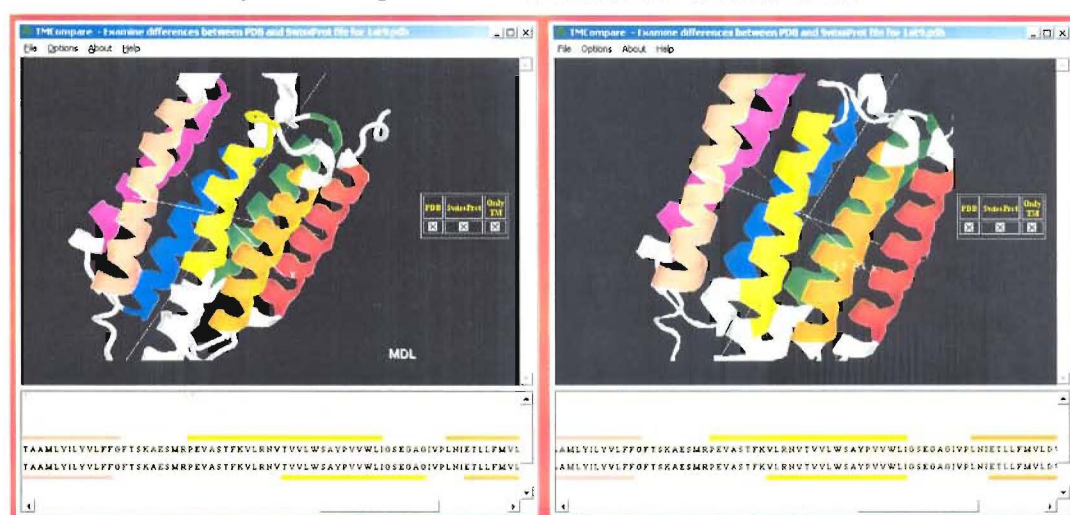 TMCompare - Examine differences between PDB and SwissProt file for 1at9.pdb
File Options About Help
PDB SwissProt Only TM
MDL
TAAMLYILYVLFFGFTSKAESMRPEVASTFKVLRNVTVVLWSAYPVVWLIGSEGAGIVPLNIETLLFMVL
TAAMLYILYVLFFGFTSKAESMRPEVASTFKVLRNVTVVLWSAYPVVWLIGSEGAGIVPLNIETLLFMVL
TMCompare - Examine differences between PDB and SwissProt file for 1at9.pdb
File Options About Help
PDB SwissProt Only TM
AAMLYILYVLFFGFTSKAESMRPEVASTFKVLRNVTVVLWSAYPVVWLIGSEGAGIVPLNIETLLFMVLD
AAMLYILYVLFFGFTSKAESMRPEVASTFKVLRNVTVVLWSAYPVVWLIGSEGAGIVPLNIETLLFMVLD